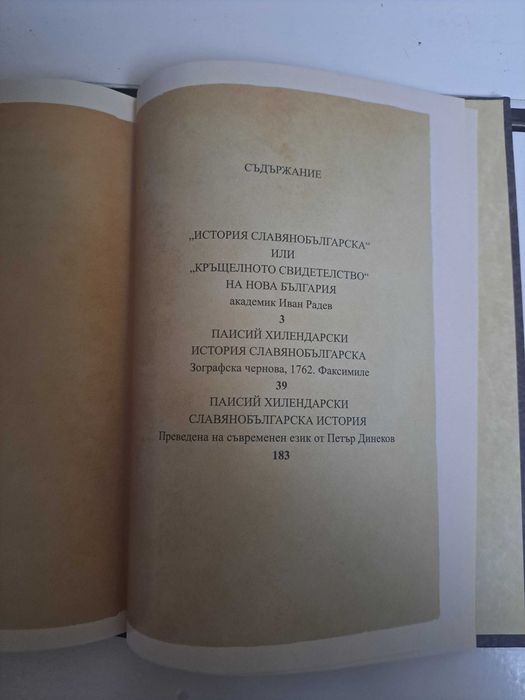 СЪДЪРЖАНИЕ
„ИСТОРИЯ СЛАВЯНОБЪЛГАРСКА“
ИЛИ
„КРЪЩЕЛНОТО СВИДЕТЕЛСТВО“
НА НОВА БЪЛГАРИЯ
академик Иван Радев
3
ПАИСИЙ ХИЛЕНДАРСКИ
ИСТОРИЯ СЛАВЯНОБЪЛГАРСКА
Зографска чернова, 1762. Факсимиле
39
ПАИСИЙ ХИЛЕНДАРСКИ
СЛАВЯНОБЪЛГАРСКА ИСТОРИЯ
Преведена на съвременен език от Петър Динеков
183